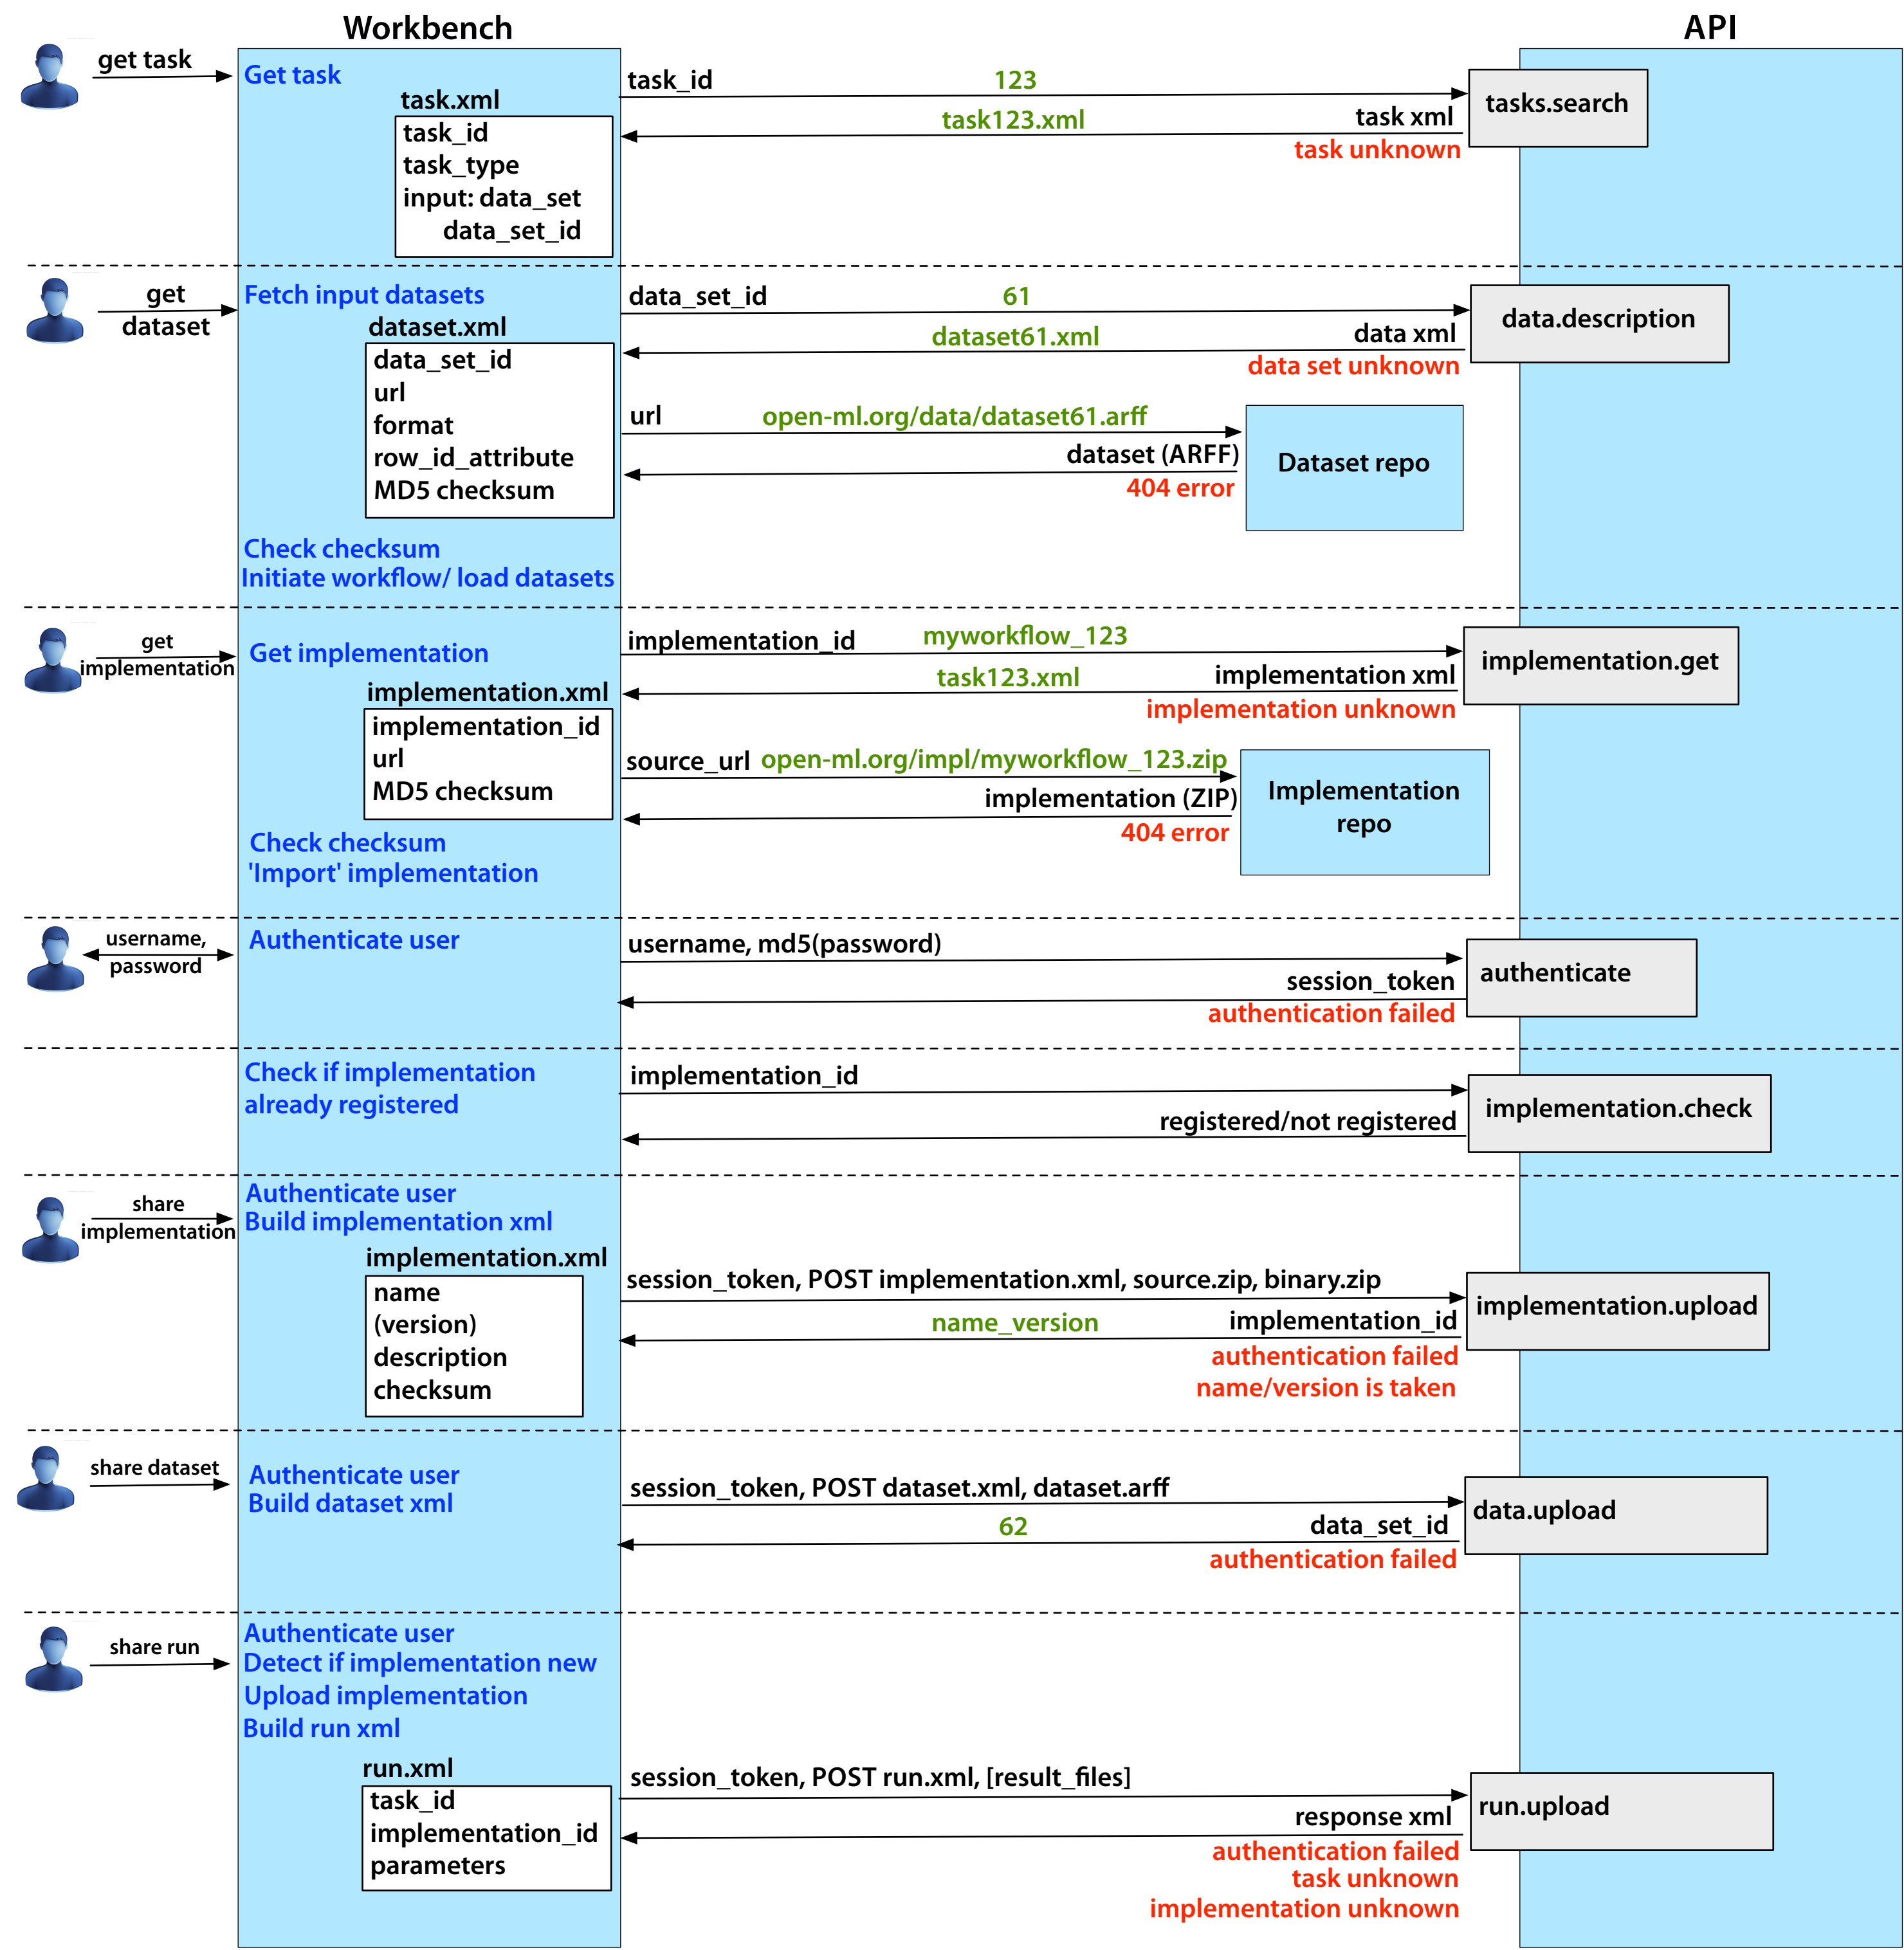 Workbench
API
get task
Get task
task.xml
task_id
task_type
input: data_set
data_set_id
task_id
123
task123.xml
task xml
task unknown
tasks.search
get
dataset
Fetch input datasets
dataset.xml
data_set_id
url
format
row_id_attribute
MD5 checksum
Check checksum
Initiate workflow/ load datasets
data_set_id
61
dataset61.xml
data xml
data set unknown
data.description
url
open-ml.org/data/dataset61.arff
dataset (ARFF)
404 error
Dataset repo
get
implementation
Get implementation
implementation.xml
implementation_id
url
MD5 checksum
Check checksum
'Import' implementation
implementation_id
myworkflow_123
task123.xml
implementation xml
implementation unknown
implementation.get
source_url
open-ml.org/impl/myworkflow_123.zip
implementation (ZIP)
404 error
Implementation
repo
username,
password
Authenticate user
username, md5(password)
session_token
authentication failed
authenticate
Check if implementation
already registered
implementation_id
registered/not registered
implementation.check
share
implementation
Authenticate user
Build implementation xml
implementation.xml
name
(version)
description
checksum
session_token, POST implementation.xml, source.zip, binary.zip
name_version
implementation_id
authentication failed
name/version is taken
implementation.upload
share dataset
Authenticate user
Build dataset xml
session_token, POST dataset.xml, dataset.arff
62
data_set_id
authentication failed
data.upload
share run
Authenticate user
Detect if implementation new
Upload implementation
Build run xml
run.xml
task_id
implementation_id
parameters
session_token, POST run.xml, [result_files]
response xml
authentication failed
task unknown
implementation unknown
run.upload